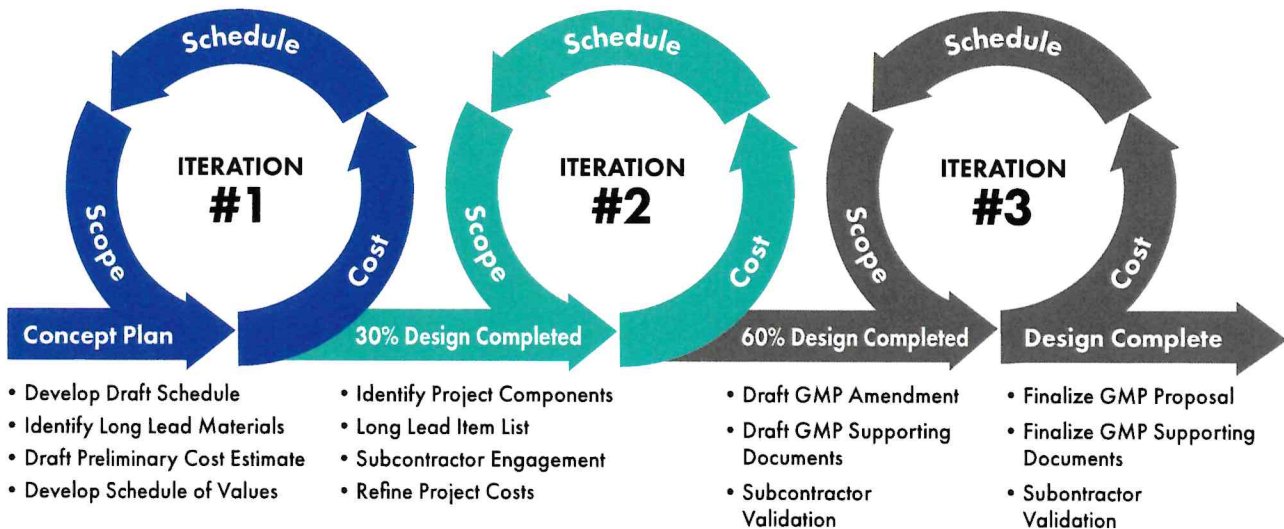 Schedule
Scope
Cost
ITERATION
#1
Schedule
Scope
Cost
ITERATION
#2
Schedule
Scope
Cost
ITERATION
#3
Concept Plan
30% Design Completed
60% Design Completed
Design Complete
• Develop Draft Schedule
• Identify Long Lead Materials
• Draft Preliminary Cost Estimate
• Develop Schedule of Values
• Identify Project Components
• Long Lead Item List
• Subcontractor Engagement
• Refine Project Costs
• Draft GMP Amendment
• Draft GMP Supporting
Documents
• Subcontractor
Validation
• Finalize GMP Proposal
• Finalize GMP Supporting
Documents
• Subontractor
Validation